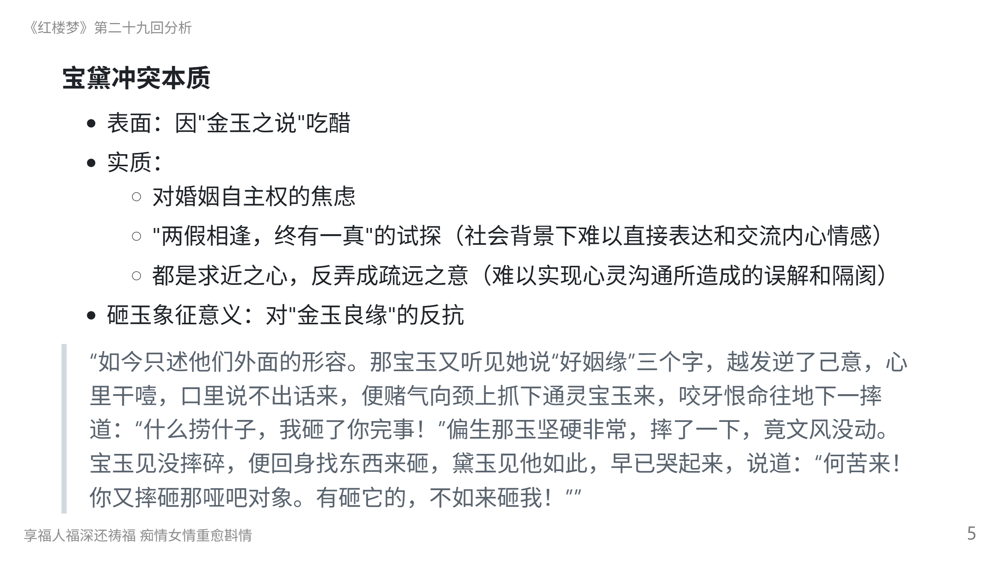 《红楼梦》第二十九回分析
宝黛冲突本质
• 表面：因"金玉之说"吃醋
• 实质：
○ 对婚姻自主权的焦虑
○ "两假相逢，终有一真"的试探（社会背景下难以直接表达和交流内心情感）
○ 都是求近之心，反弄成疏远之意（难以实现心灵沟通所造成的误解和隔阂）
• 砸玉象征意义：对"金玉良缘"的反抗
“如今只述他们外面的形容。那宝玉又听见她说“好姻缘”三个字，越发逆了己意，心
里干噎，口里说不出话来，便赌气向颈上抓下通灵宝玉来，咬牙恨命往地下一摔
道：“什么捞什子，我砸了你完事！”偏生那玉坚硬非常，摔了一下，竟文风没动。
宝玉见没摔碎，便回身找东西来砸，黛玉见他如此，早已哭起来，说道：“何苦来！
你又摔砸那哑吧对象。有砸它的，不如来砸我！””
享福人福深还祷福 痴情女情重愈斟情
5